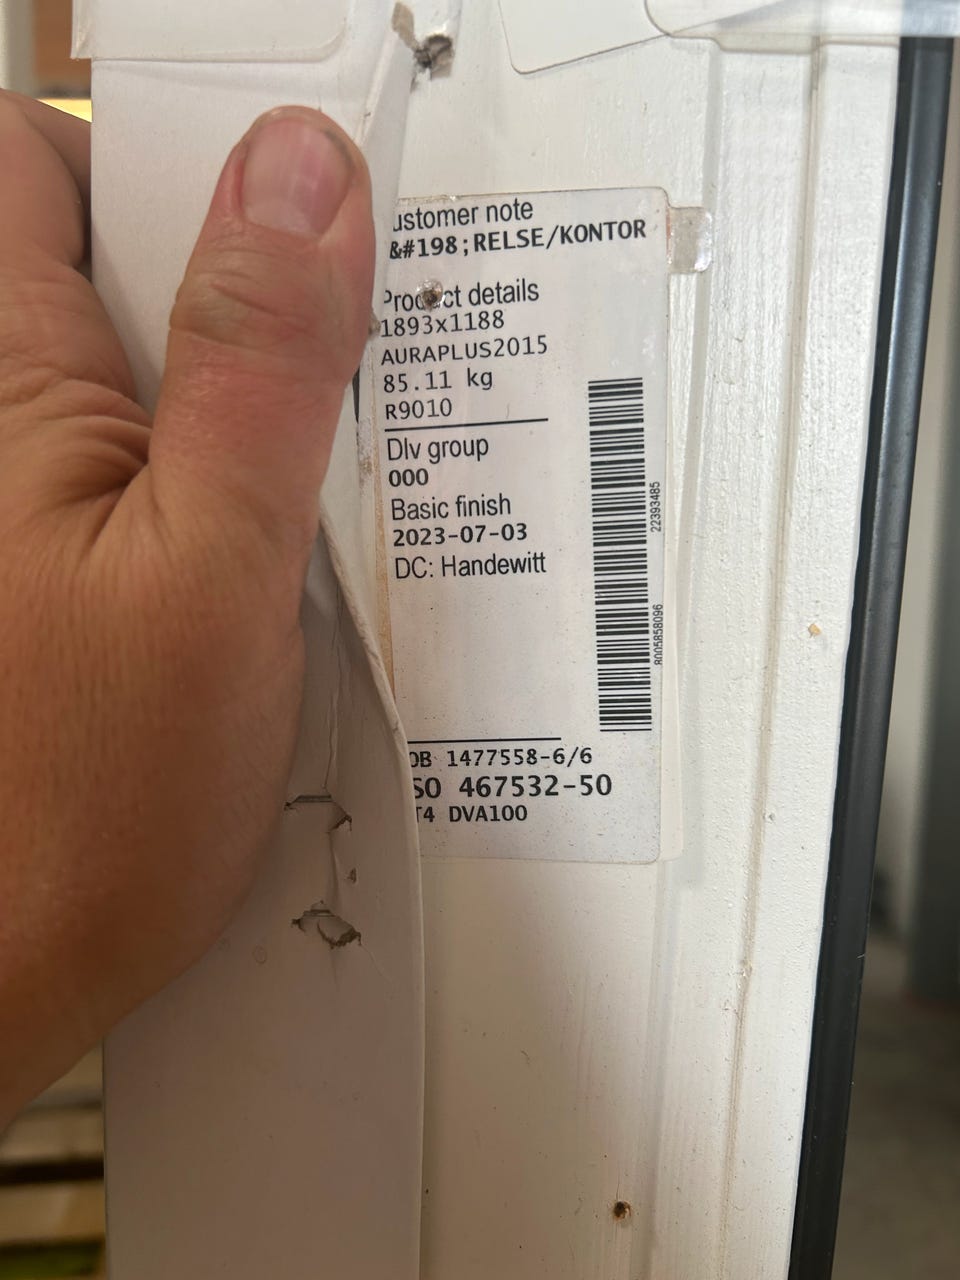 ustomer note
&#198;RELSE/KONTOR
Product details
1893x1188
AURAPLUS2015
85.11 kg
R9010
Dlv group
000
Basic finish
2023-07-03
DC: Handewitt
22393485
8005858096
OB 1477558-6/6
SO 467532-50
T4 DVA100